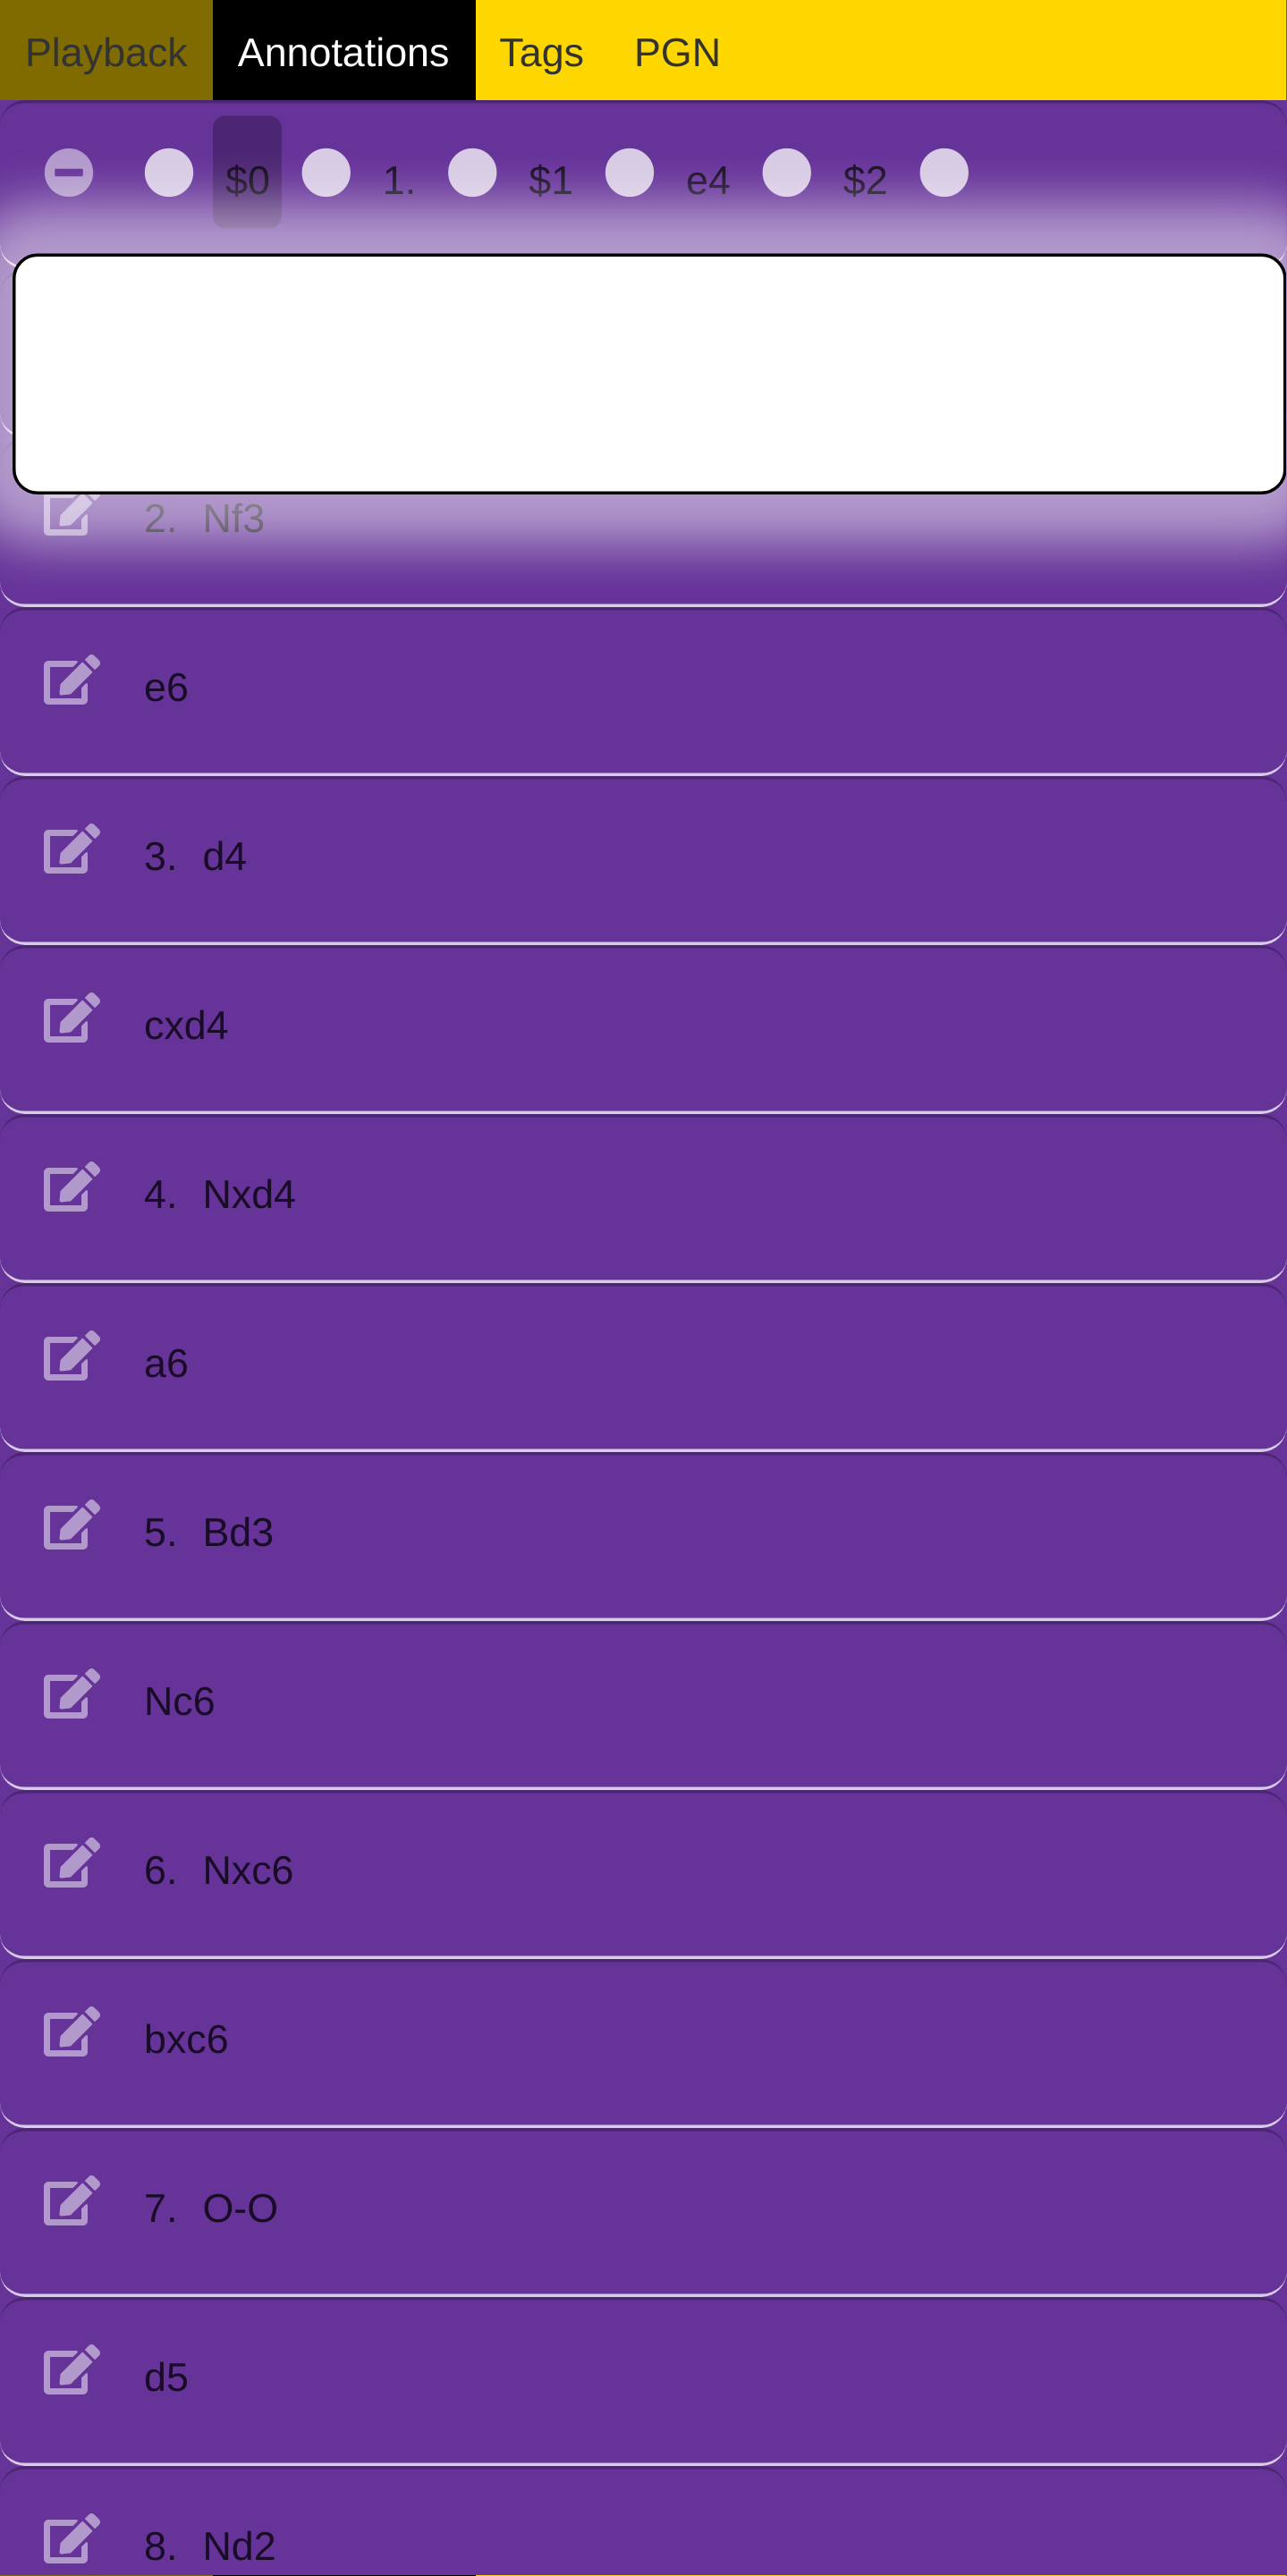 Playback Annotations Tags PGN
$0 1. $1 e4 $2
2. Nf3
e6
3. d4
cxd4
4. Nxd4
a6
5. Bd3
Nc6
6. Nxc6
bxc6
7. O-O
d5
8. Nd2